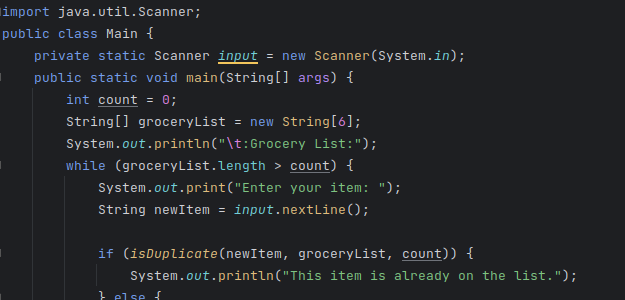 import java.util.Scanner;
public class Main {
    private static Scanner input = new Scanner(System.in);
    public static void main(String[] args) {
        int count = 0;
        String[] groceryList = new String[6];
        System.out.println("\t:Grocery List:");
        while (groceryList.length > count) {
            System.out.print("Enter your item: ");
            String newItem = input.nextLine();
            if (isDuplicate(newItem, groceryList, count)) {
                System.out.println("This item is already on the list.");
            } else {